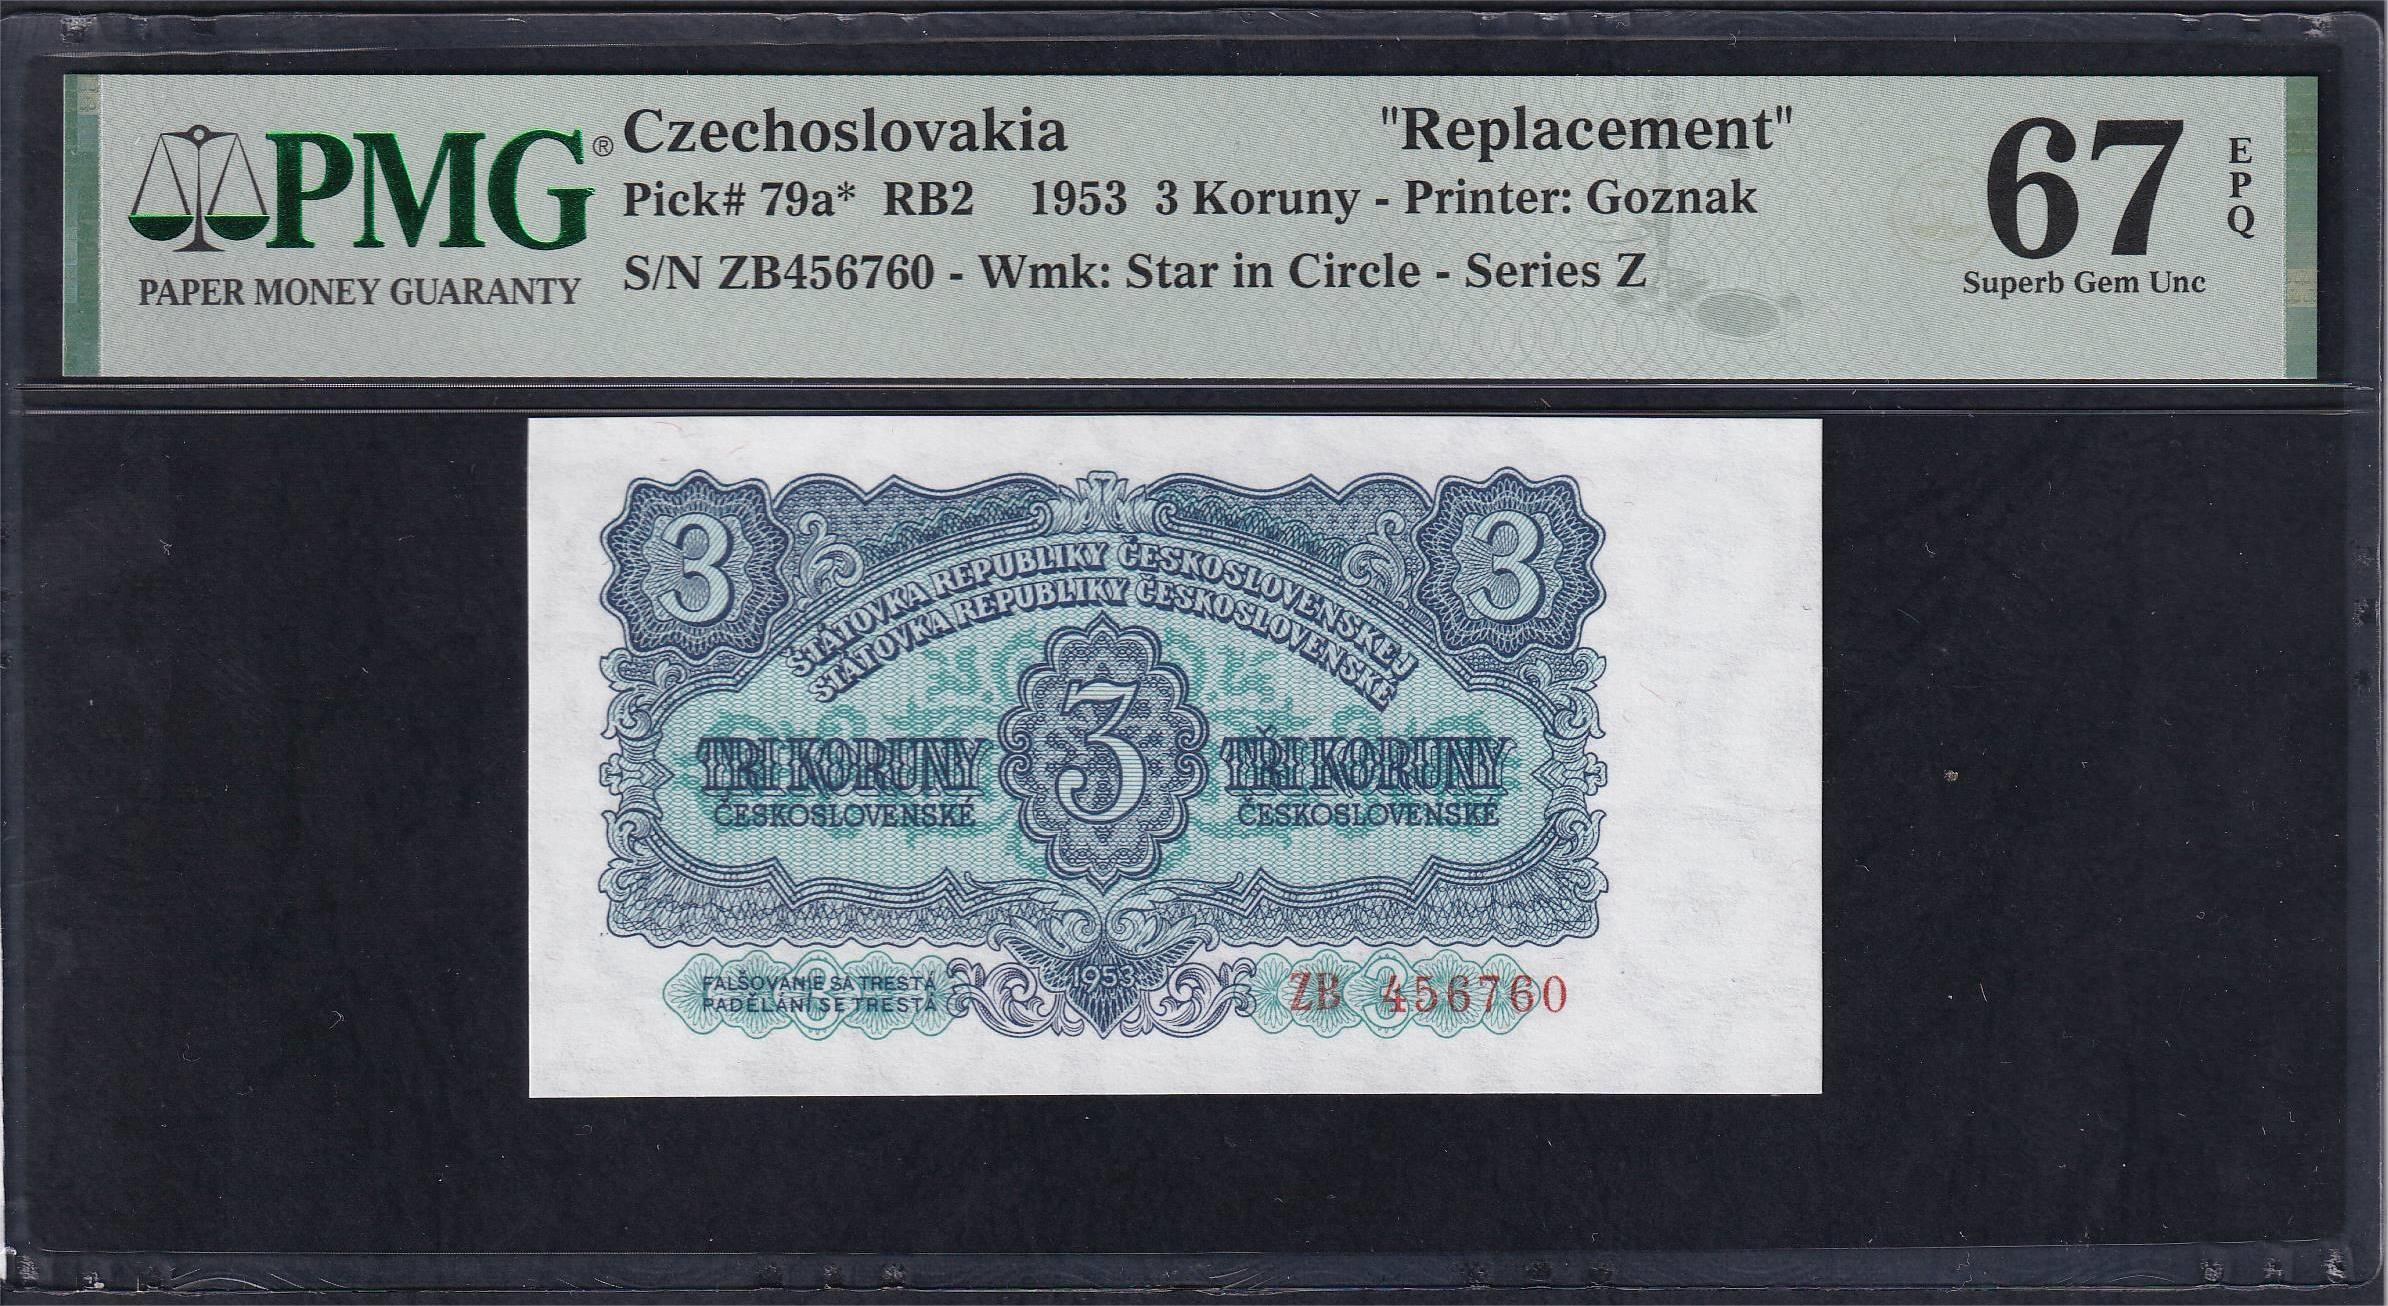 PMG®
PAPER MONEY GUARANTY
Czechoslovakia "Replacement"
Pick# 79a* RB2 1953 3 Koruny - Printer: Goznak
S/N ZB456760 - Wmk: Star in Circle - Series Z
67
EPQ
Superb Gem Unc
3 3
ŠTÁTOVKA REPUBLIKY ČESKOSLOVENSKEJ
STÁTOVKA REPUBLIKY ČESKOSLOVENSKÉ
TRI KORUNY 3 TŘI KORUNY
ČESKOSLOVENSKÉ ČESKOSLOVENSKÉ
FALŠOVANIE SA TRESTÁ
PADĚLÁNÍ SE TRESTÁ
1953
ZB 456760